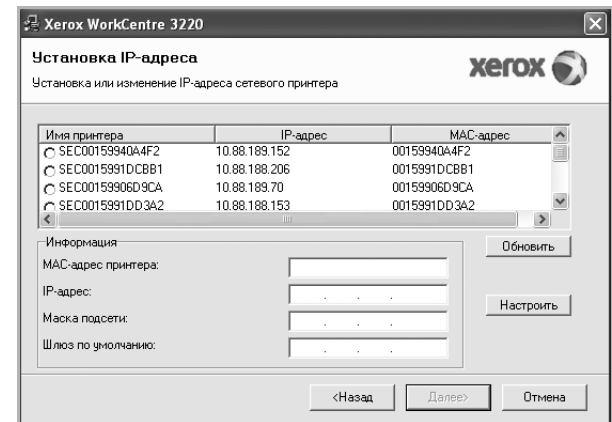 Xerox WorkCentre 3220
Установка IP-адреса
Установка или изменение IP-адреса сетевого принтера
xerox
Имя принтера IP-адрес MAC-адрес
SEC00159940A4F2 10.88.189.152 00159940A4F2
SEC0015991DCBB1 10.88.188.206 0015991DCBB1
SEC00159906D9CA 10.88.189.70 00159906D9CA
SEC0015991DD3A2 10.88.188.153 0015991DD3A2
Информация
Обновить
MAC-адрес принтера:
IP-адрес:
Настроить
Маска подсети:
Шлюз по умолчанию:
<Назад Далее> Отмена